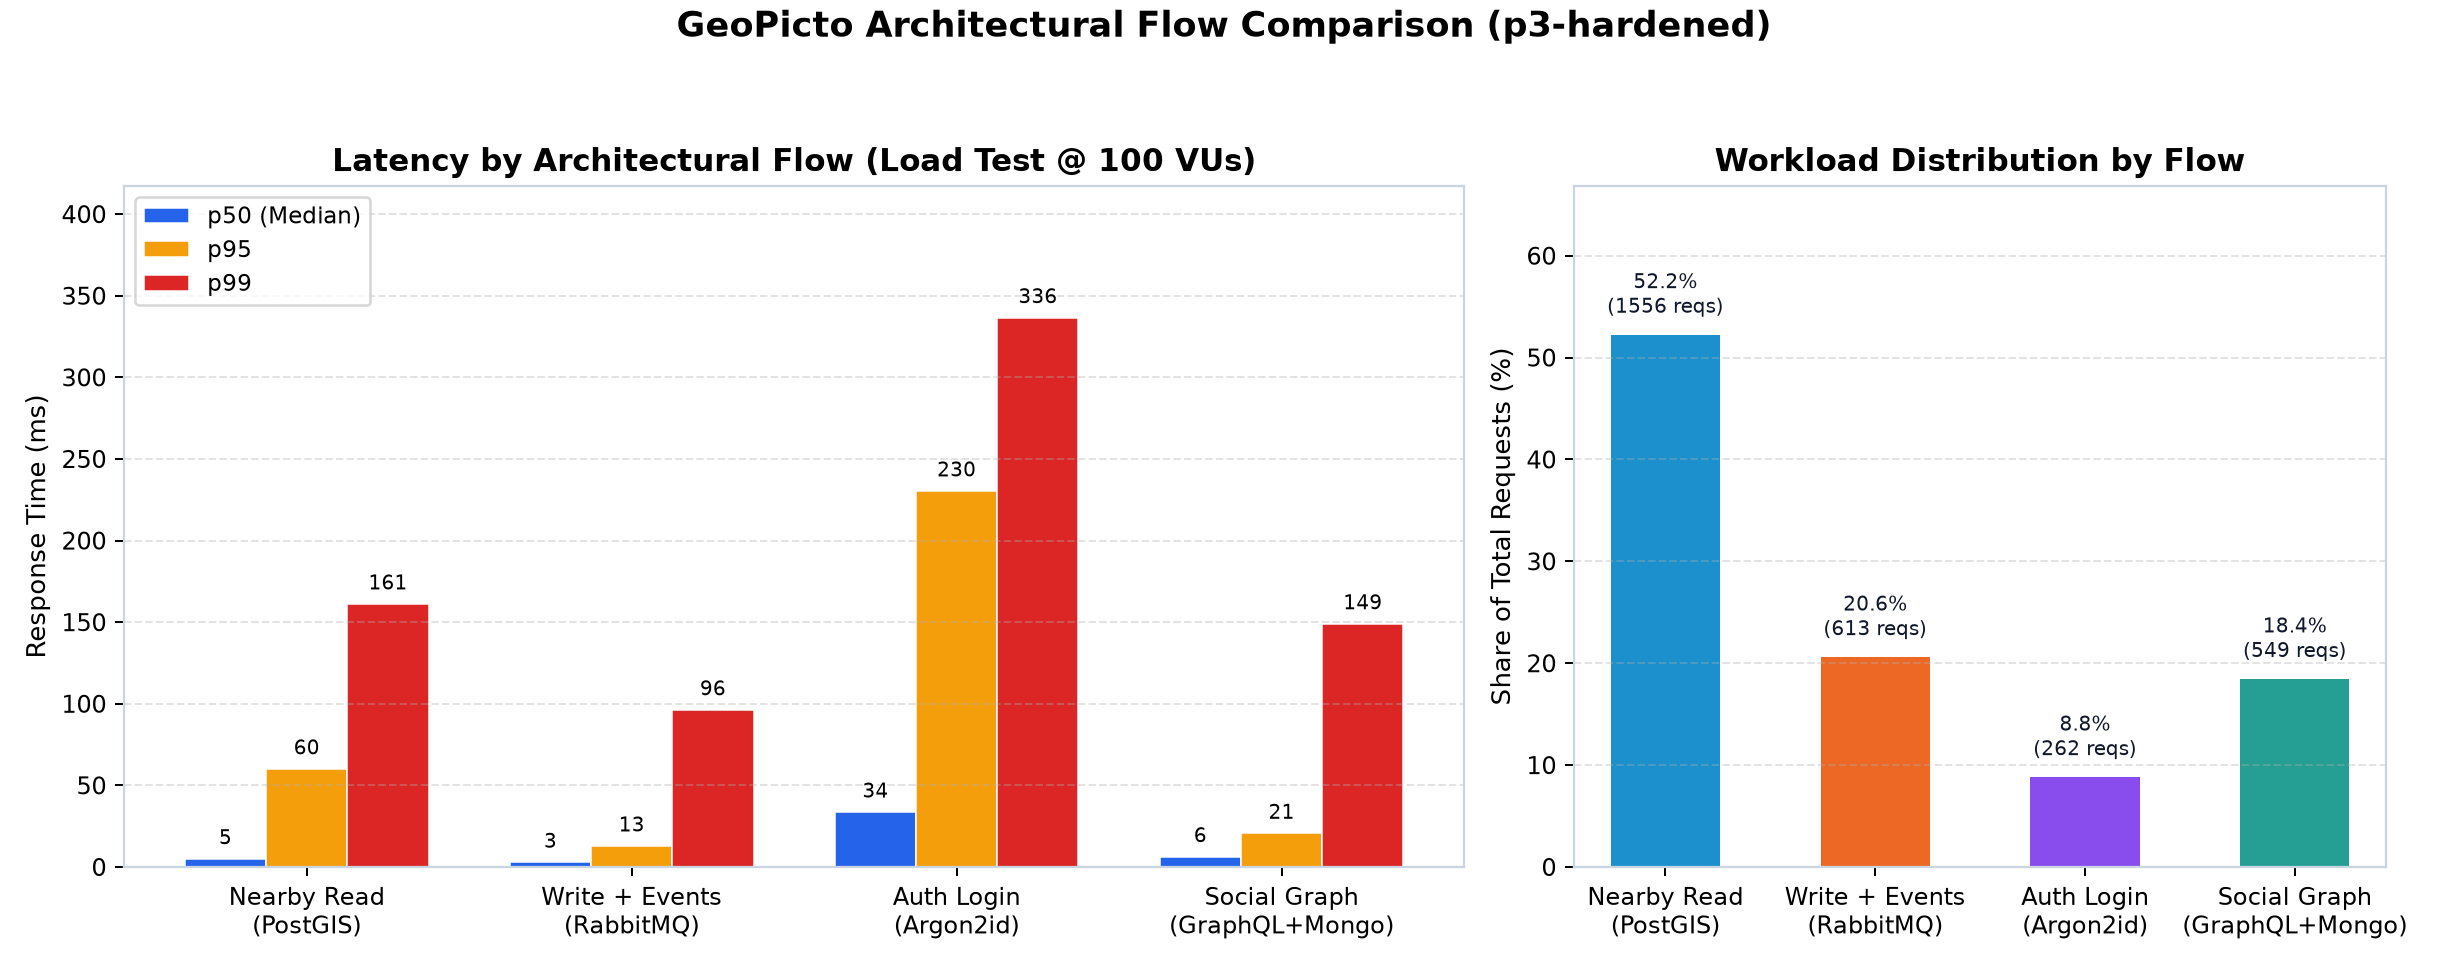 GeoPicto Architectural Flow Comparison (p3-hardened)
Latency by Architectural Flow (Load Test @ 100 VUs)
p50 (Median)
p95
p99
Response Time (ms)
400
350
300
250
200
150
100
50
0
5
60
161
3
13
96
34
230
336
6
21
149
Nearby Read
(PostGIS)
Write + Events
(RabbitMQ)
Auth Login
(Argon2id)
Social Graph
(GraphQL+Mongo)
Workload Distribution by Flow
Share of Total Requests (%)
60
50
40
30
20
10
0
52.2%
(1556 reqs)
20.6%
(613 reqs)
8.8%
(262 reqs)
18.4%
(549 reqs)
Nearby Read
(PostGIS)
Write + Events
(RabbitMQ)
Auth Login
(Argon2id)
Social Graph
(GraphQL+Mongo)